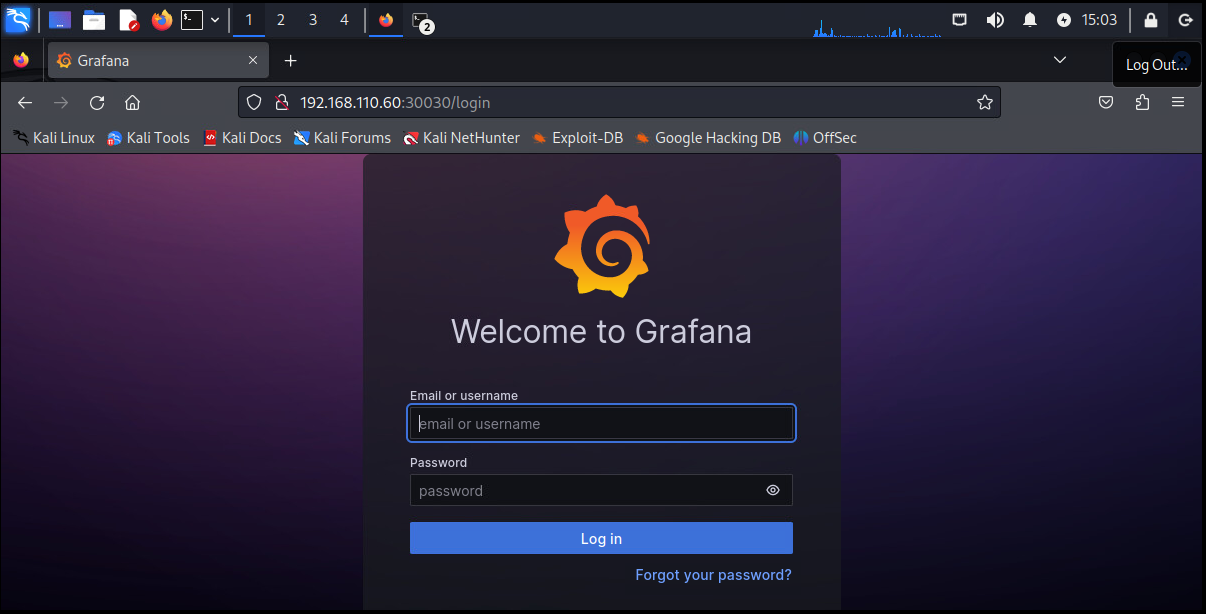 1 2 3 4 2 15:03
Grafana
Log Out...
192.168.110.60:30030/login
Kali Linux Kali Tools Kali Docs Kali Forums Kali NetHunter Exploit-DB Google Hacking DB OffSec
Welcome to Grafana
Email or username
email or username
Password
password
Log in
Forgot your password?